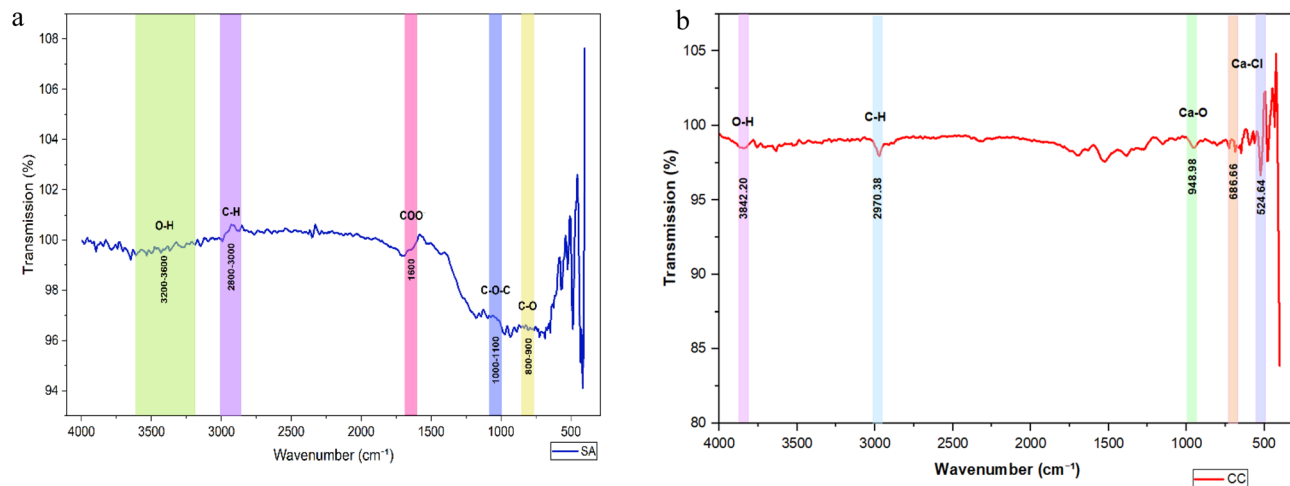 a
108
106
104
102
100
98
96
94
Transmission (%)
O-H
C-H
COO
C-O-C
C-O
3200-3600
2800-3000
1600
1000-1100
800-900
4000 3500 3000 2500 2000 1500 1000 500
Wavenumber (cm⁻¹)
SA
b
105
100
95
90
85
80
Transmission (%)
O-H
C-H
Ca-O
Ca-Cl
3842.20
2970.38
948.98
686.66
524.64
4000 3500 3000 2500 2000 1500 1000 500
Wavenumber (cm⁻¹)
CC